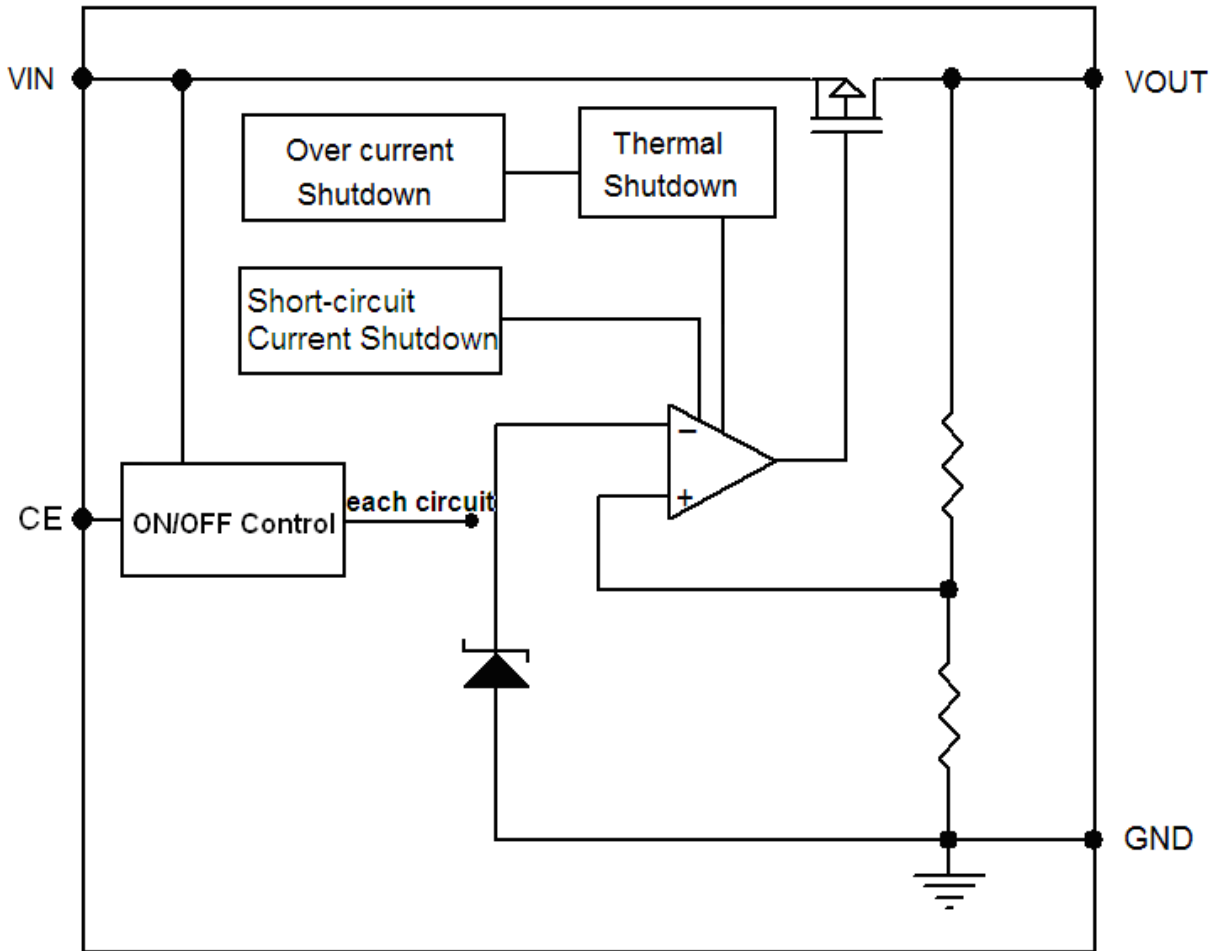 VIN
VOUT
Over current
Shutdown
Thermal
Shutdown
Short-circuit
Current Shutdown
−
+
CE
ON/OFF Control
each circuit
GND